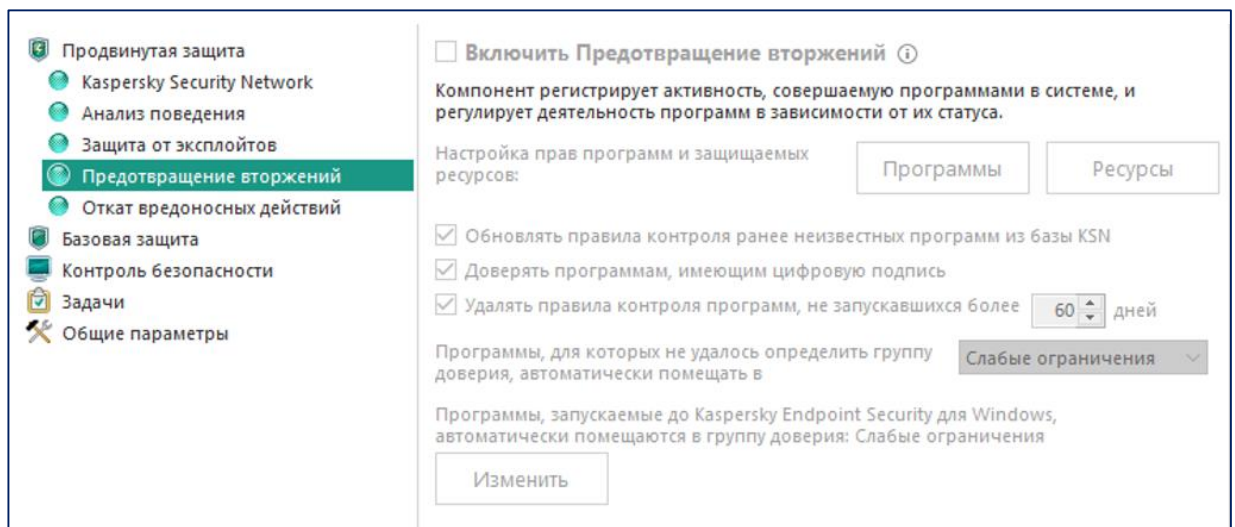 Продвинутая защита
Kaspersky Security Network
Анализ поведения
Защита от эксплойтов
Предотвращение вторжений
Откат вредоносных действий
Базовая защита
Контроль безопасности
Задачи
Общие параметры
Включить Предотвращение вторжений
Компонент регистрирует активность, совершаемую программами в системе, и
регулирует деятельность программ в зависимости от их статуса.
Настройка прав программ и защищаемых
ресурсов:
Программы
Ресурсы
Обновлять правила контроля ранее неизвестных программ из базы KSN
Доверять программам, имеющим цифровую подпись
Удалять правила контроля программ, не запускавшихся более 60 дней
Программы, для которых не удалось определить группу
доверия, автоматически помещать в
Слабые ограничения
Программы, запускаемые до Kaspersky Endpoint Security для Windows,
автоматически помещаются в группу доверия: Слабые ограничения
Изменить